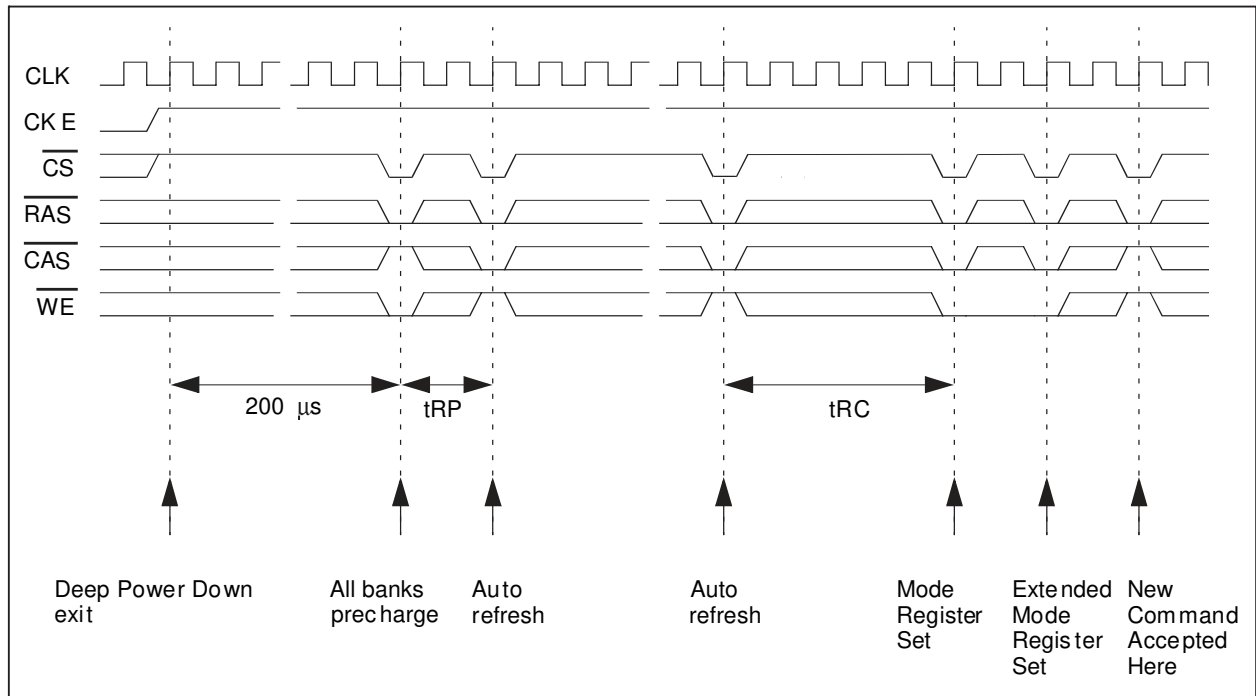 CLK
CKE
CS
RAS
CAS
WE
200 μs
tRP
tRC
Deep Power Down
exit
All banks
precharge
Auto
refresh
Auto
refresh
Mode
Register
Set
Extended
Mode
Register
Set
New
Command
Accepted
Here